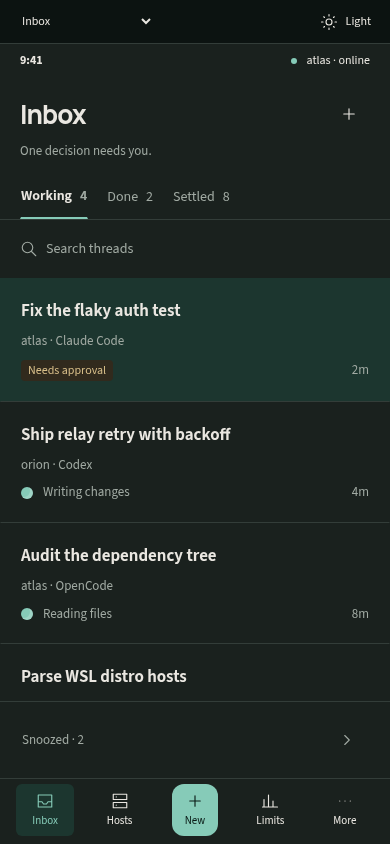 Inbox
Light
9:41
atlas · online
Inbox
One decision needs you.
Working 4
Done 2
Settled 8
Search threads
Fix the flaky auth test
atlas · Claude Code
Needs approval
2m
Ship relay retry with backoff
orion · Codex
Writing changes
4m
Audit the dependency tree
atlas · OpenCode
Reading files
8m
Parse WSL distro hosts
Snoozed · 2
Inbox
Hosts
New
Limits
More